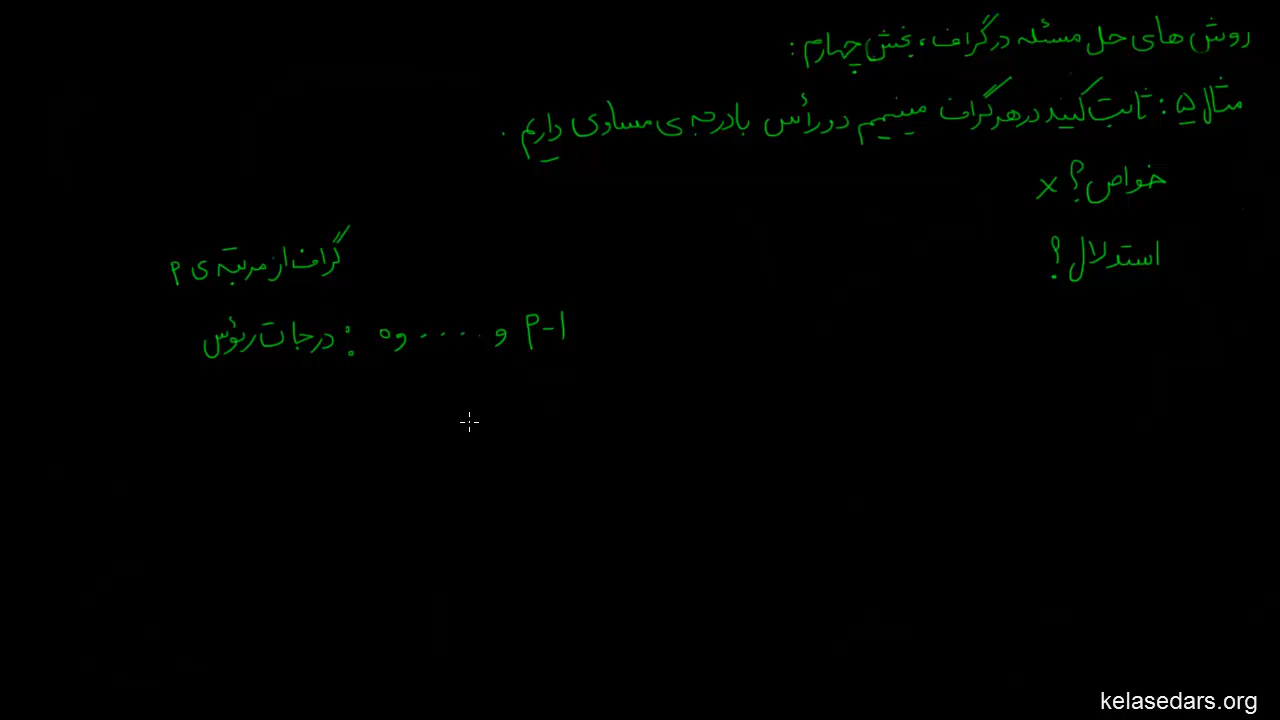 روش های حل مسئله در گراف، بخش چهارم:
مثال ۵: ثابت کنید در هر گراف مینیمم دو رأس با درجه ی مساوی داریم.
خواص؟ ×
استدلال؟
گراف از مرتبه ی p
درجات رئوس: 0 و ..... و p-1
kelasedars.org